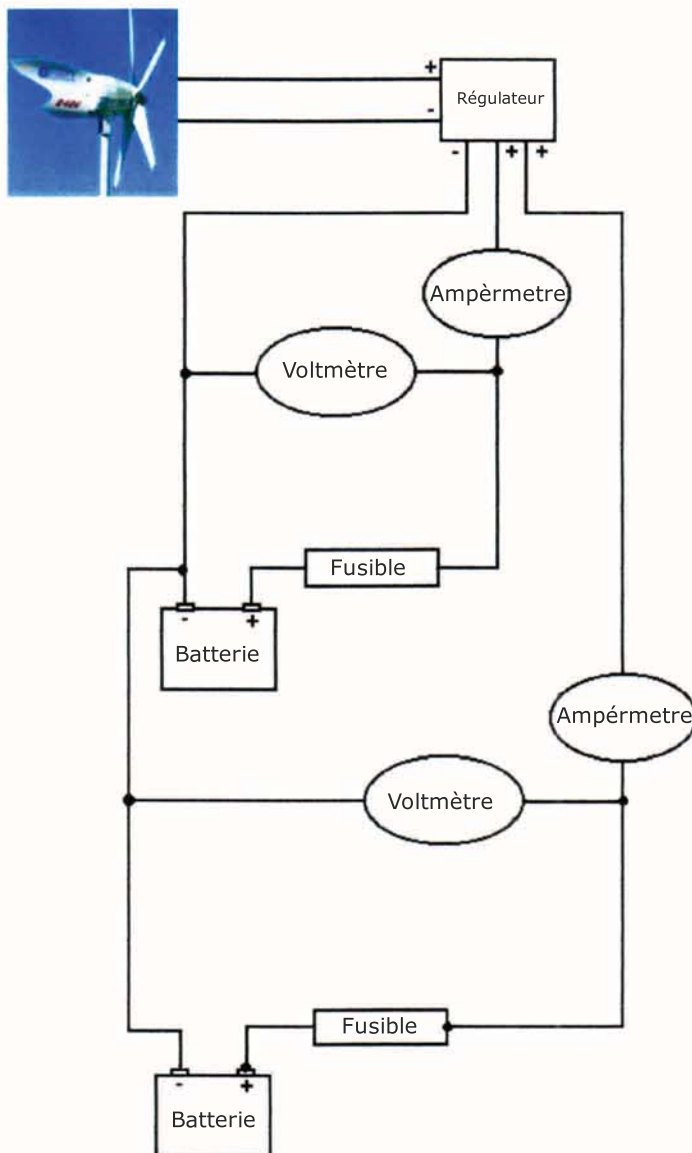 +
Régulateur
-
- + +
Ampèrmetre
Voltmètre
Fusible
- +
Batterie
Ampérmetre
Voltmètre
Fusible
- +
Batterie